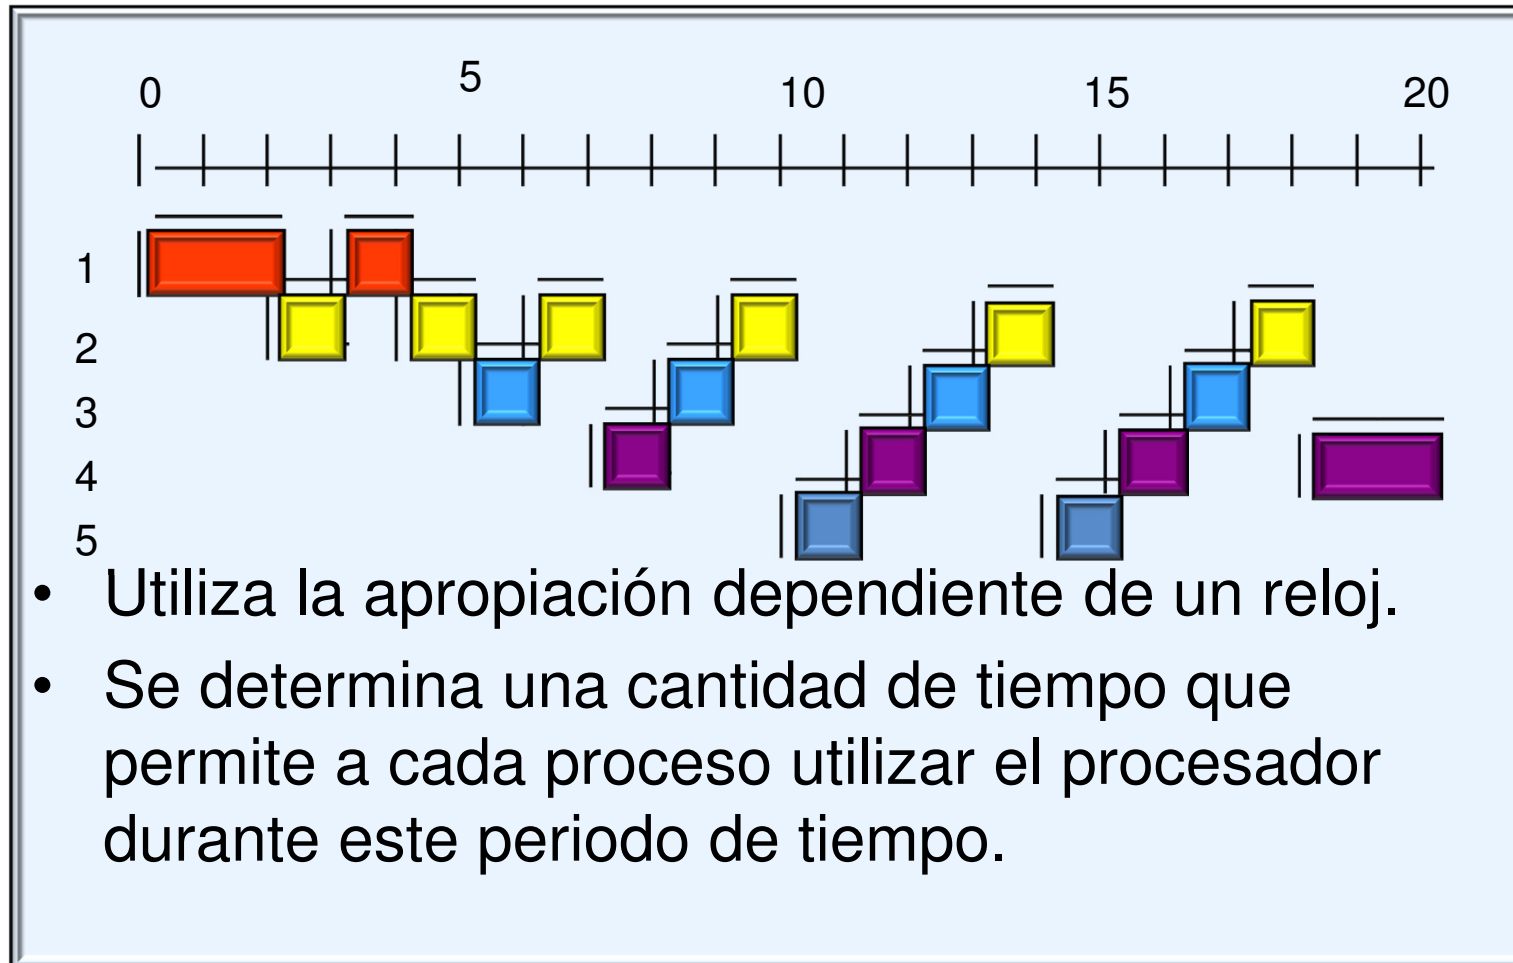 0 5 10 15 20
1
2
3
4
5
• Utiliza la apropiación dependiente de un reloj.
• Se determina una cantidad de tiempo que
permite a cada proceso utilizar el procesador
durante este periodo de tiempo.